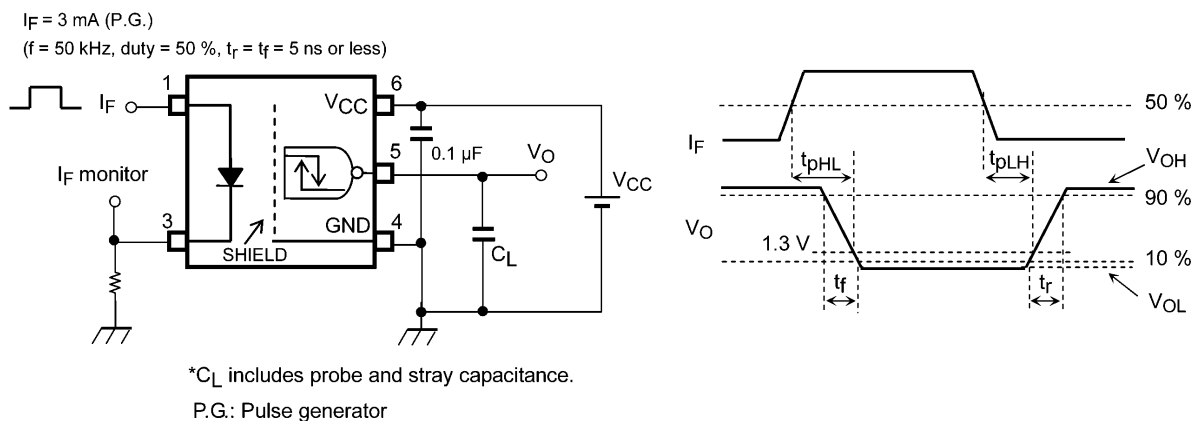 IF = 3 mA (P.G.)
(f = 50 kHz, duty = 50 %, tr = tf = 5 ns or less)
1
6
IF
VCC
5
0.1 µF
VO
IF monitor
VCC
3
GND
4
SHIELD
CL
*CL includes probe and stray capacitance.
P.G.: Pulse generator
50 %
IF
tpHL
tpLH
VOH
90 %
VO
1.3 V
10 %
tf
tr
VOL